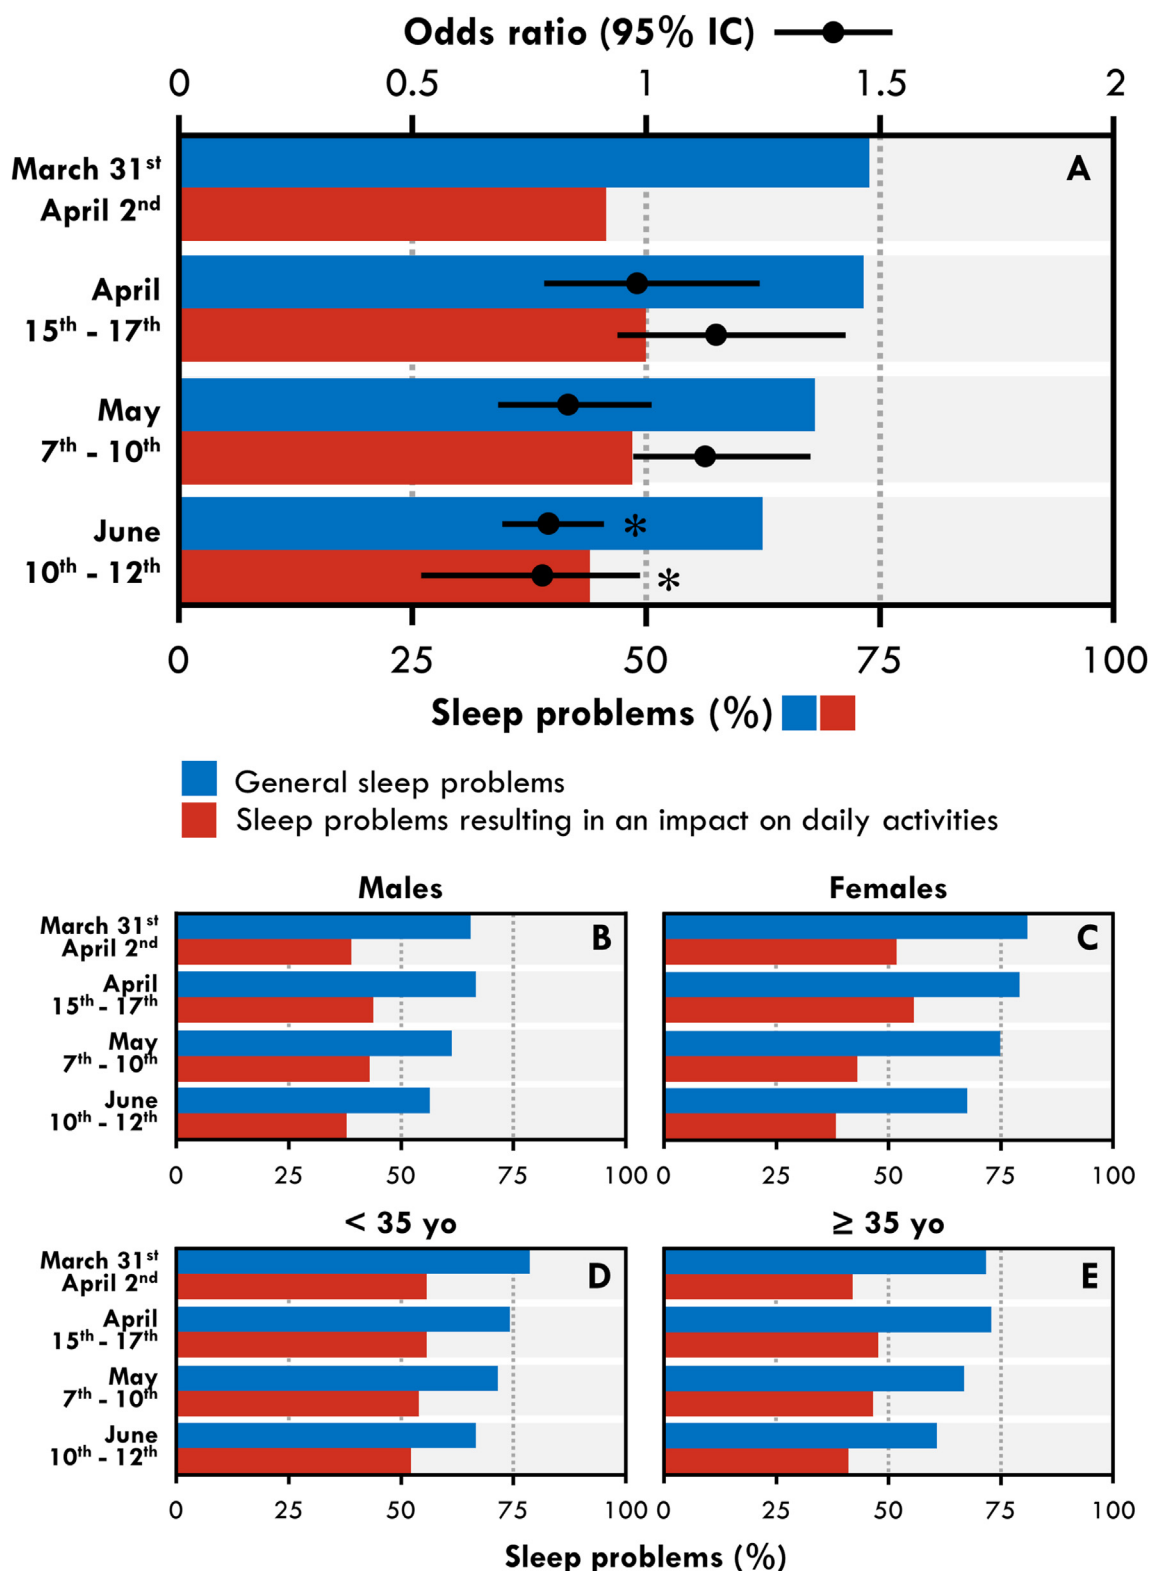 Odds ratio (95% IC)
0 0.5 1 1.5 2
A
March 31st
April 2nd
April
15th - 17th
May
7th - 10th
June
*
10th - 12th
*
0 25 50 75 100
Sleep problems (%)
General sleep problems
Sleep problems resulting in an impact on daily activities
Males
B
March 31st
April 2nd
April
15th - 17th
May
7th - 10th
June
10th - 12th
0 25 50 75 100
Females
C
0 25 50 75 100
< 35 yo
D
March 31st
April 2nd
April
15th - 17th
May
7th - 10th
June
10th - 12th
0 25 50 75 100
≥ 35 yo
E
0 25 50 75 100
Sleep problems (%)